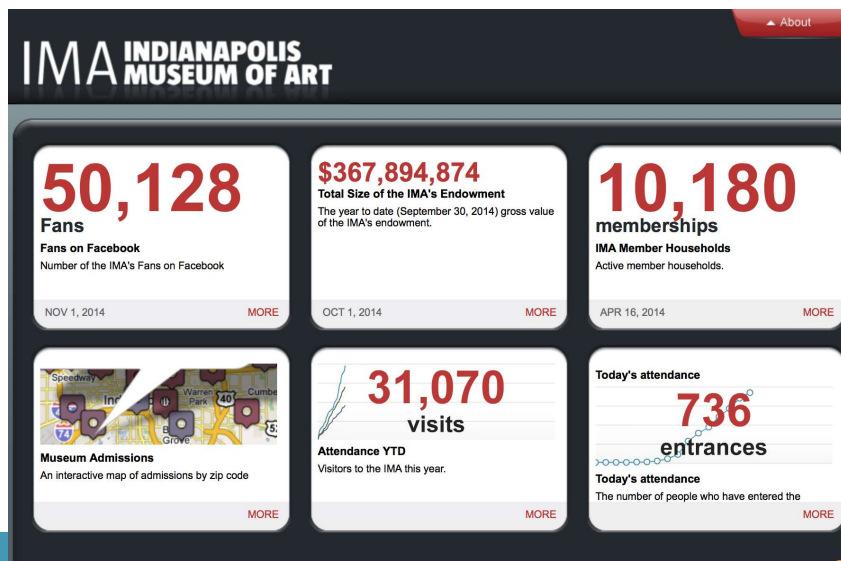 About
IMA INDIANAPOLIS
MUSEUM OF ART
50,128
Fans
Fans on Facebook
Number of the IMA's Fans on Facebook
NOV 1, 2014 MORE
$367,894,874
Total Size of the IMA's Endowment
The year to date (September 30, 2014) gross value
of the IMA's endowment.
OCT 1, 2014 MORE
10,180
memberships
IMA Member Households
Active member households.
APR 16, 2014 MORE
Speedway
Warren
Park
40
Grove
74
Museum Admissions
An interactive map of admissions by zip code
MORE
31,070
visits
Attendance YTD
Visitors to the IMA this year.
MORE
Today's attendance
736
entrances
Today's attendance
The number of people who have entered the
MORE